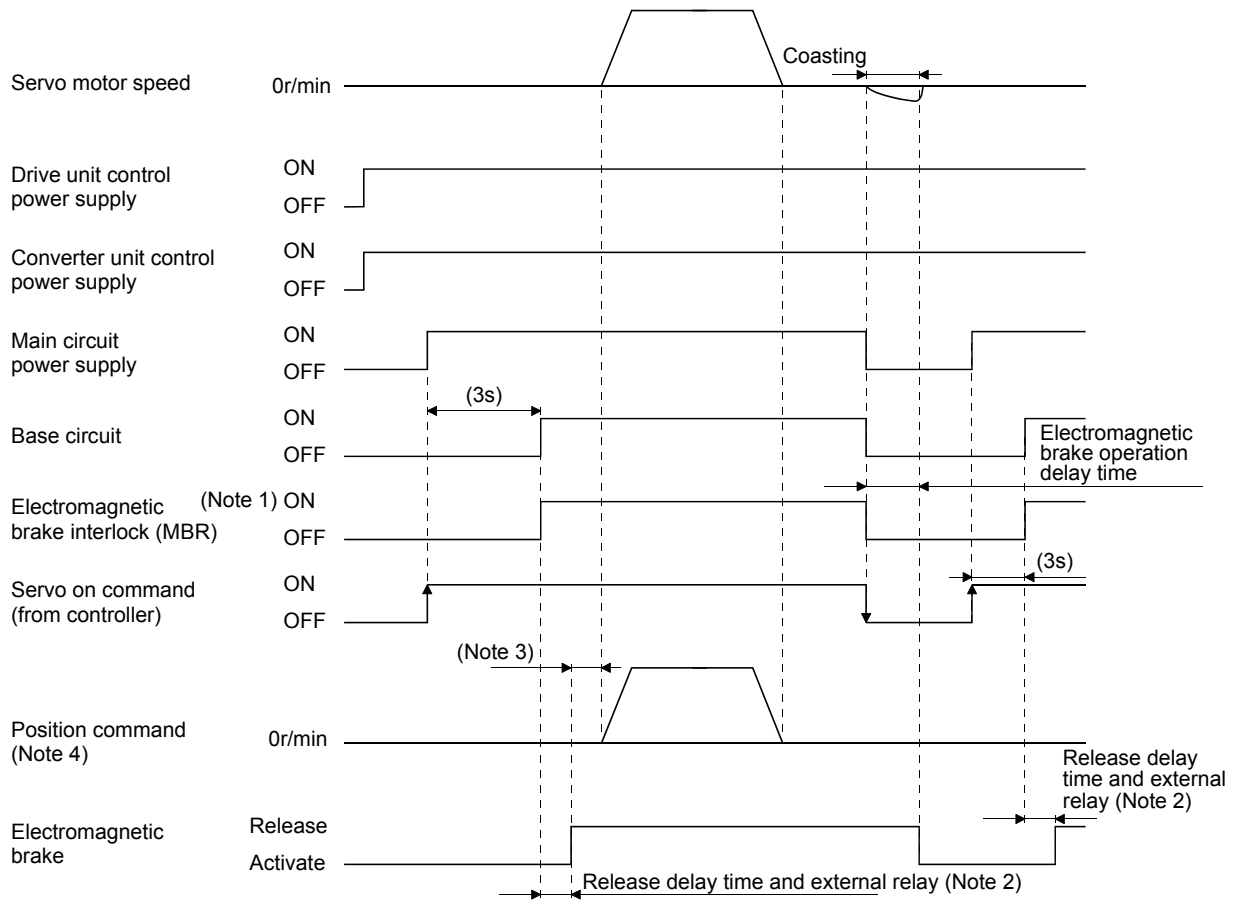 Coasting
Servo motor speed
0r/min
Drive unit control
power supply
ON
OFF
Converter unit control
power supply
ON
OFF
Main circuit
power supply
ON
OFF
(3s)
Base circuit
ON
OFF
Electromagnetic
brake operation
delay time
Electromagnetic
brake interlock (MBR)
(Note 1) ON
OFF
(3s)
Servo on command
(from controller)
ON
OFF
(Note 3)
Position command
(Note 4)
0r/min
Release delay
time and external
relay (Note 2)
Electromagnetic
brake
Release
Activate
Release delay time and external relay (Note 2)